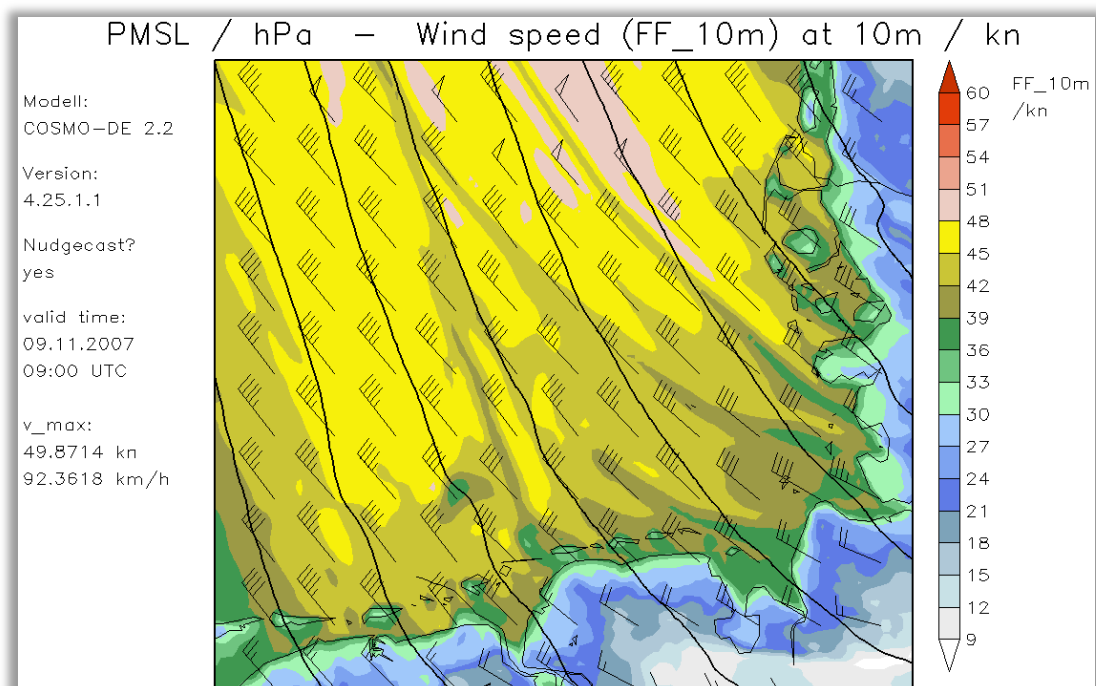 PMSL / hPa – Wind speed (FF_10m) at 10m / kn
Modell:
COSMO-DE 2.2
Version:
4.25.1.1
Nudgecast?
yes
valid time:
09.11.2007
09:00 UTC
v_max:
49.8714 kn
92.3618 km/h
FF_10m
/kn
60
57
54
51
48
45
42
39
36
33
30
27
24
21
18
15
12
9